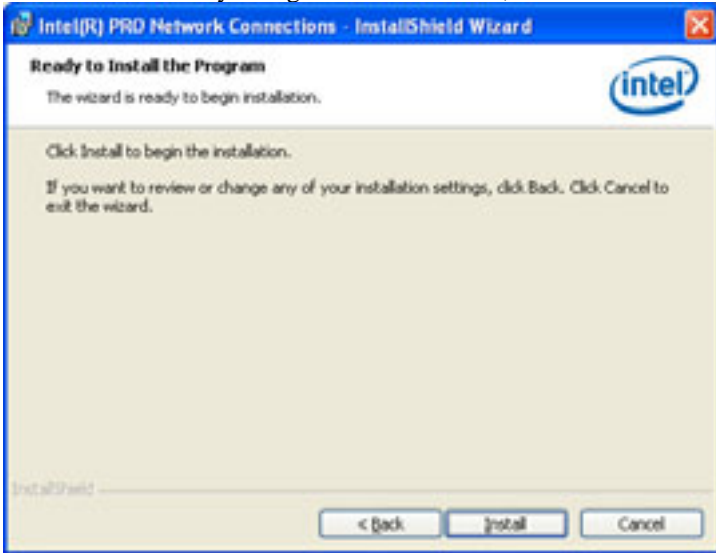 Intel(R) PRO Network Connections - InstallShield Wizard
Ready to Install the Program
The wizard is ready to begin installation.
intel
Click Install to begin the installation.
If you want to review or change any of your installation settings, click Back. Click Cancel to
exit the wizard.
InstallShield
< Back
Install
Cancel